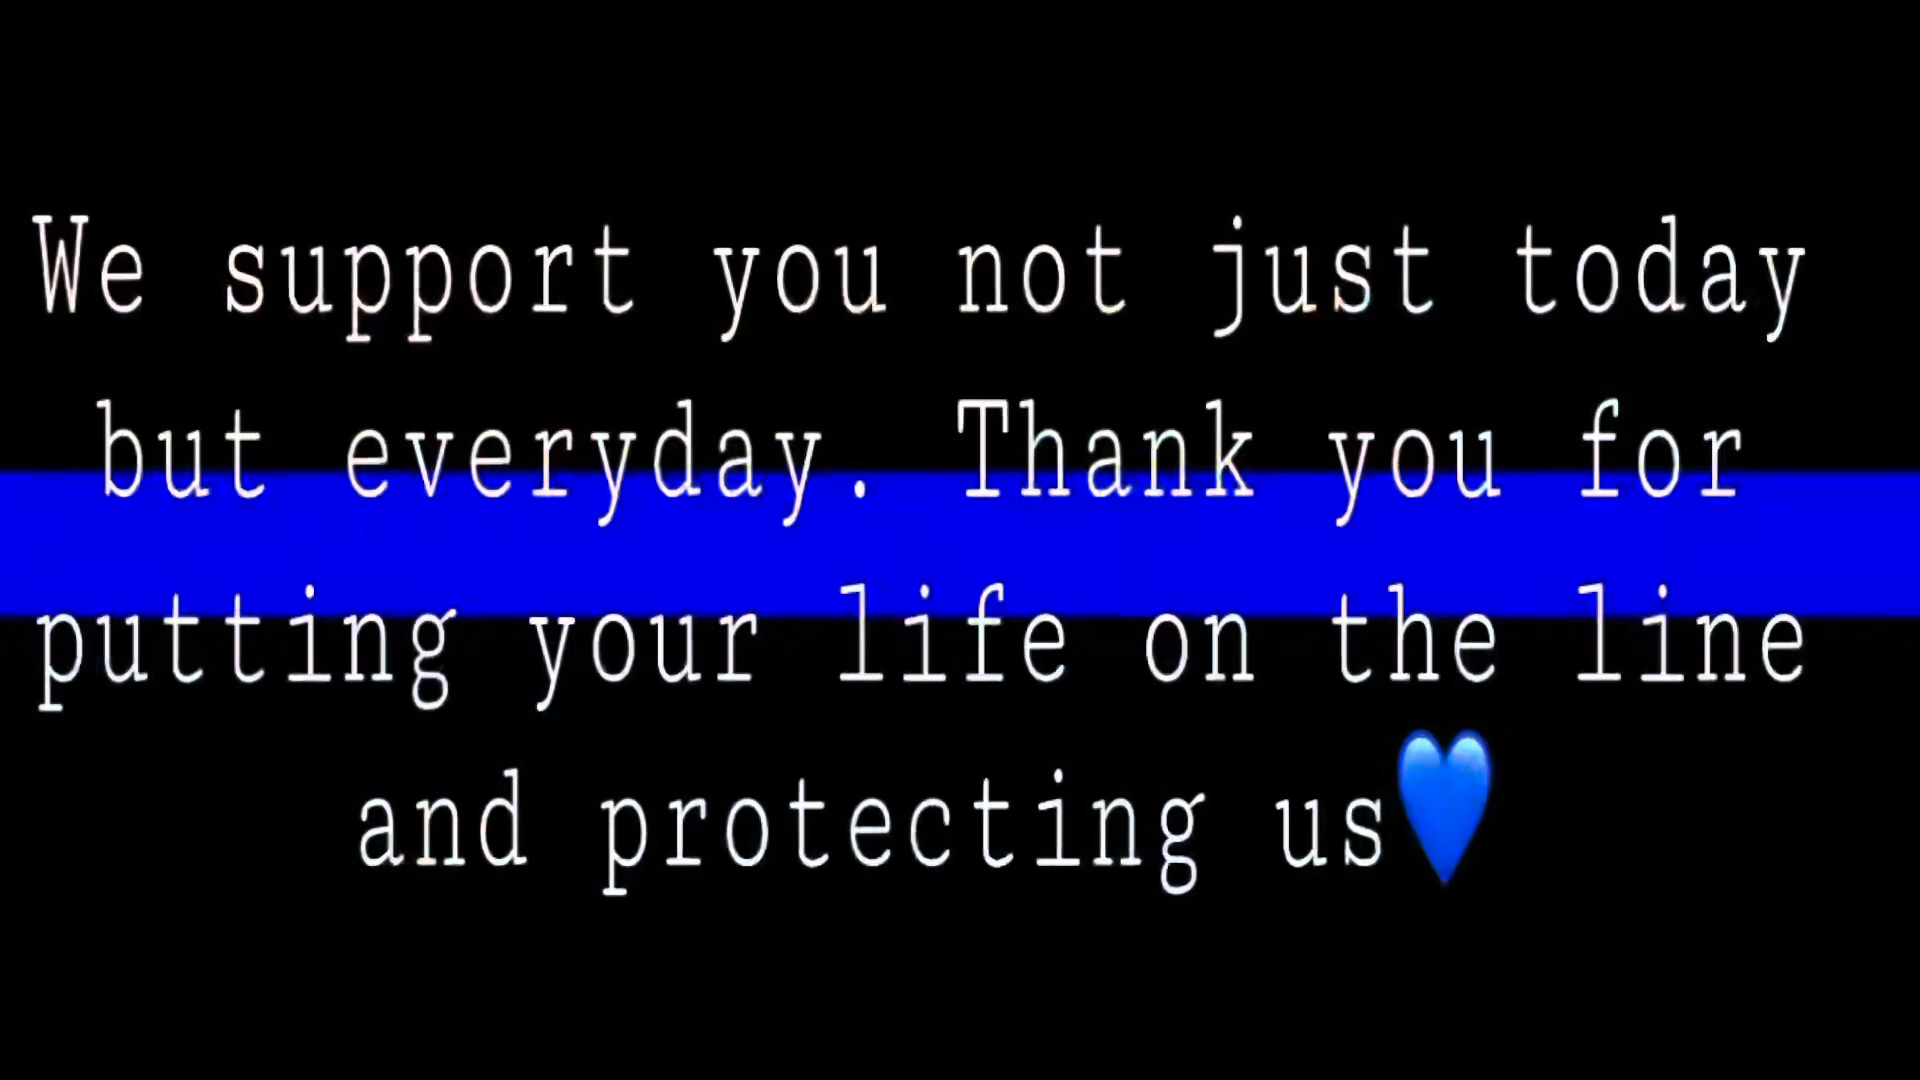 We support you not just today
but everyday. Thank you for
putting your life on the line
and protecting us💙